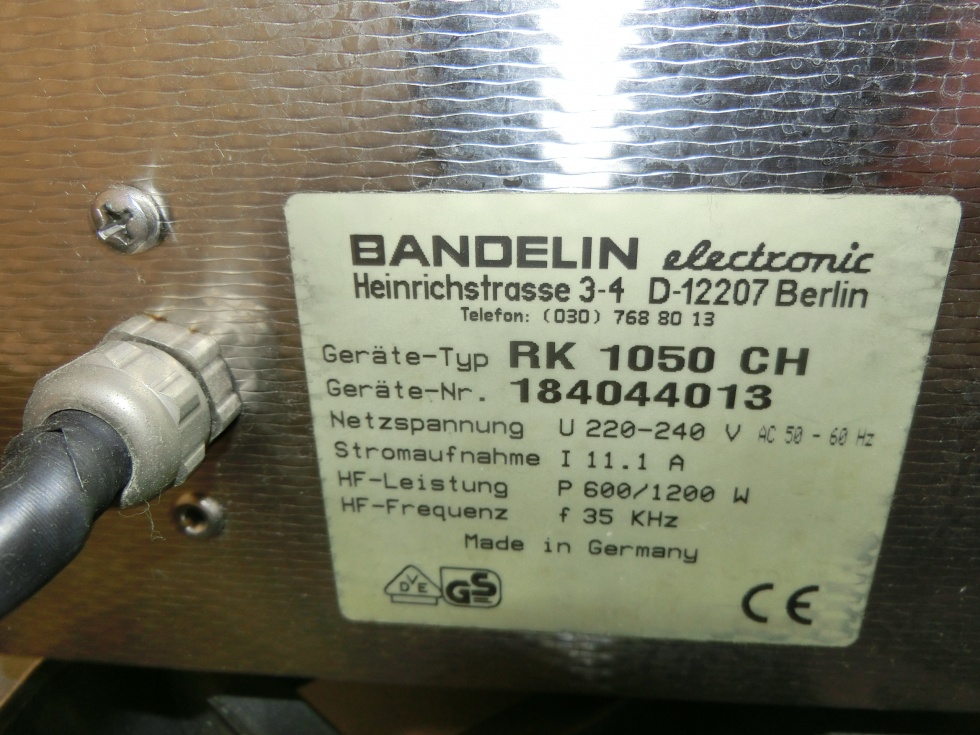 BANDELIN electronic
Heinrichstrasse 3-4 D-12207 Berlin
Telefon: (030) 768 80 13
Geräte-Typ RK 1050 CH
Geräte-Nr. 184044013
Netzspannung U 220-240 V AC 50 - 60 Hz
Stromaufnahme I 11.1 A
HF-Leistung P 600/1200 W
HF-Frequenz f 35 KHz
Made in Germany
DVE GS CE